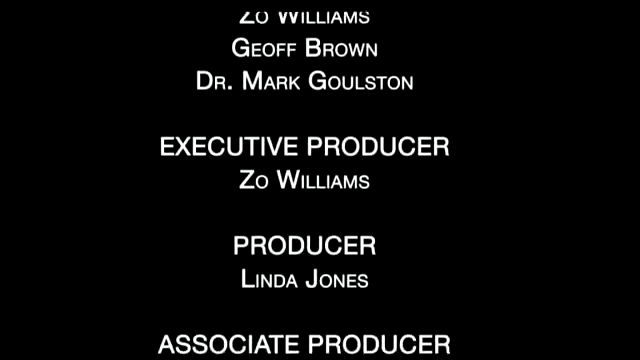 Zo Williams
Geoff Brown
Dr. Mark Goulston
EXECUTIVE PRODUCER
Zo Williams
PRODUCER
Linda Jones
ASSOCIATE PRODUCER